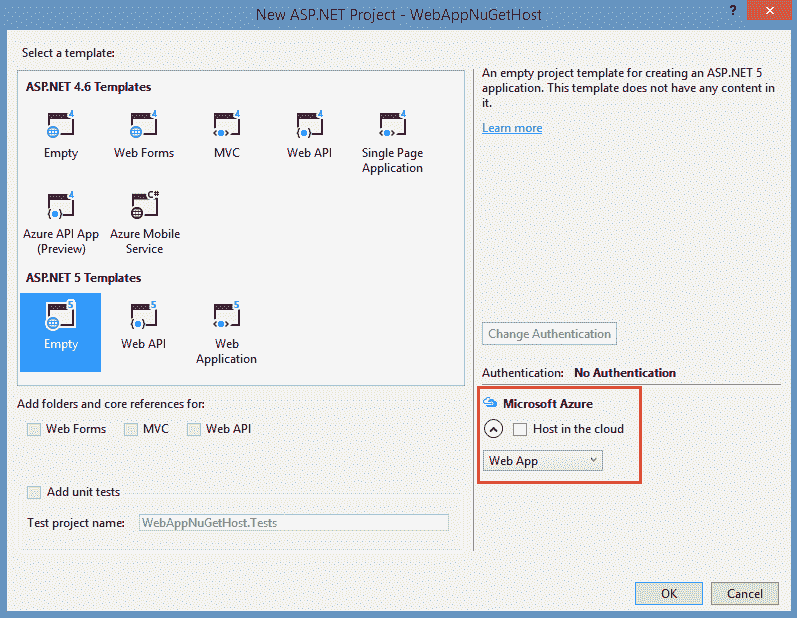 New ASP.NET Project - WebAppNuGetHost
?
Select a template:
ASP.NET 4.6 Templates
4 4 4 4 4
Empty Web Forms MVC Web API Single Page
Application
4 C#
Azure API App Azure Mobile
(Preview) Service
ASP.NET 5 Templates
5 5 5
Empty Web API Web
Application
An empty project template for creating an ASP.NET 5
application. This template does not have any content in
it.
Learn more
Change Authentication
Authentication: No Authentication
Microsoft Azure
Host in the cloud
Web App
Add folders and core references for:
Web Forms MVC Web API
Add unit tests
Test project name: WebAppNuGetHost.Tests
OK Cancel